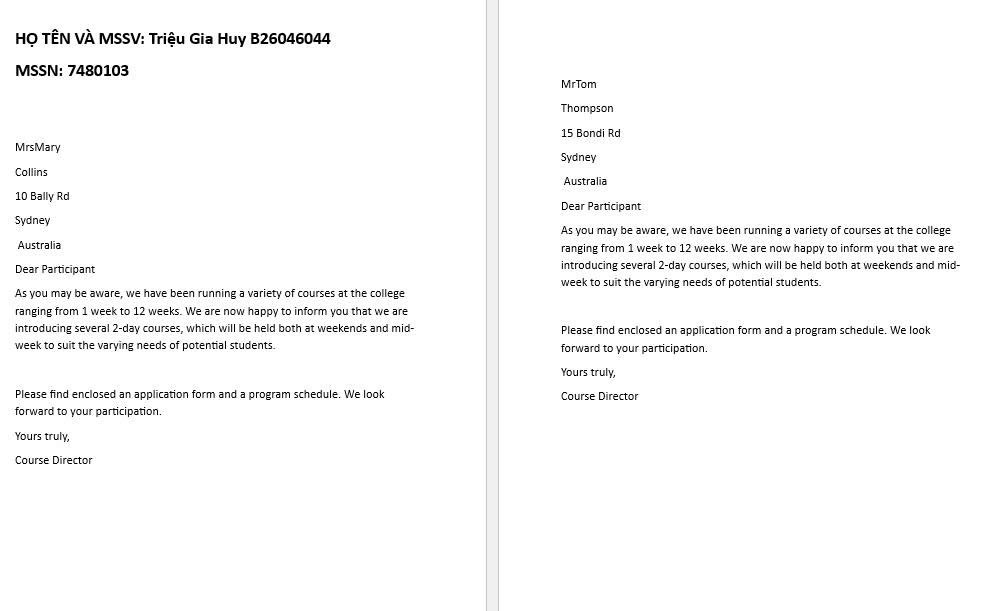 HỌ TÊN VÀ MSSV: Triệu Gia Huy B26046044
MSSN: 7480103
MrsMary
Collins
10 Bally Rd
Sydney
Australia
Dear Participant
As you may be aware, we have been running a variety of courses at the college
ranging from 1 week to 12 weeks. We are now happy to inform you that we are
introducing several 2-day courses, which will be held both at weekends and mid-
week to suit the varying needs of potential students.
Please find enclosed an application form and a program schedule. We look
forward to your participation.
Yours truly,
Course Director
MrTom
Thompson
15 Bondi Rd
Sydney
Australia
Dear Participant
As you may be aware, we have been running a variety of courses at the college
ranging from 1 week to 12 weeks. We are now happy to inform you that we are
introducing several 2-day courses, which will be held both at weekends and mid-
week to suit the varying needs of potential students.
Please find enclosed an application form and a program schedule. We look
forward to your participation.
Yours truly,
Course Director